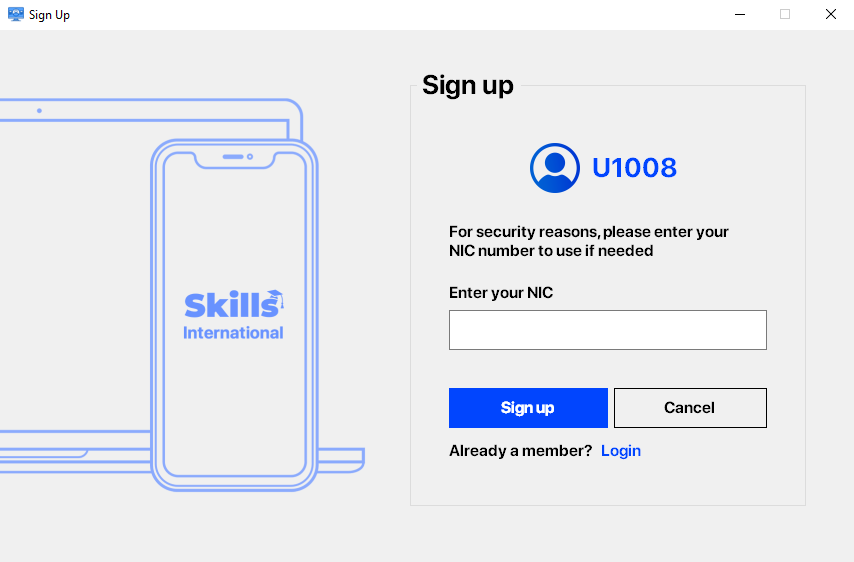 Sign Up
Sign up
U1008
For security reasons, please enter your
NIC number to use if needed
Enter your NIC
Skills
International
Sign up
Cancel
Already a member? Login